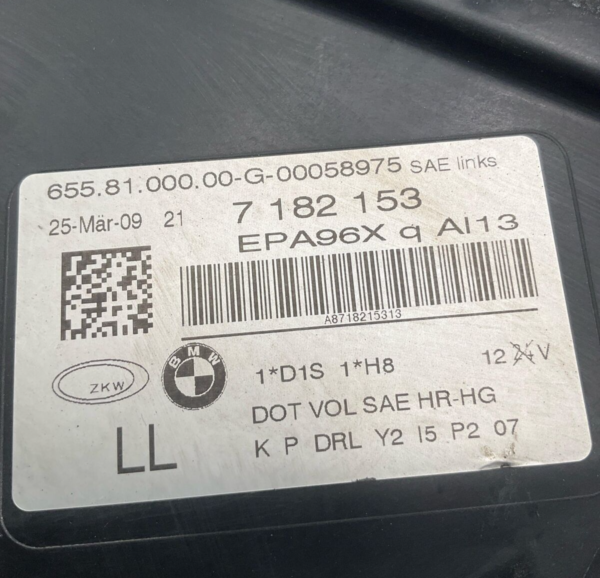 655.81.000.00-G-00058975 SAE links
25-Mär-09 21 7 182 153
EPA96X q AI13
A8718215313
ZKW
BMW
1*D1S 1*H8 12 24 V
LL
DOT VOL SAE HR-HG
K P DRL Y2 I5 P2 07